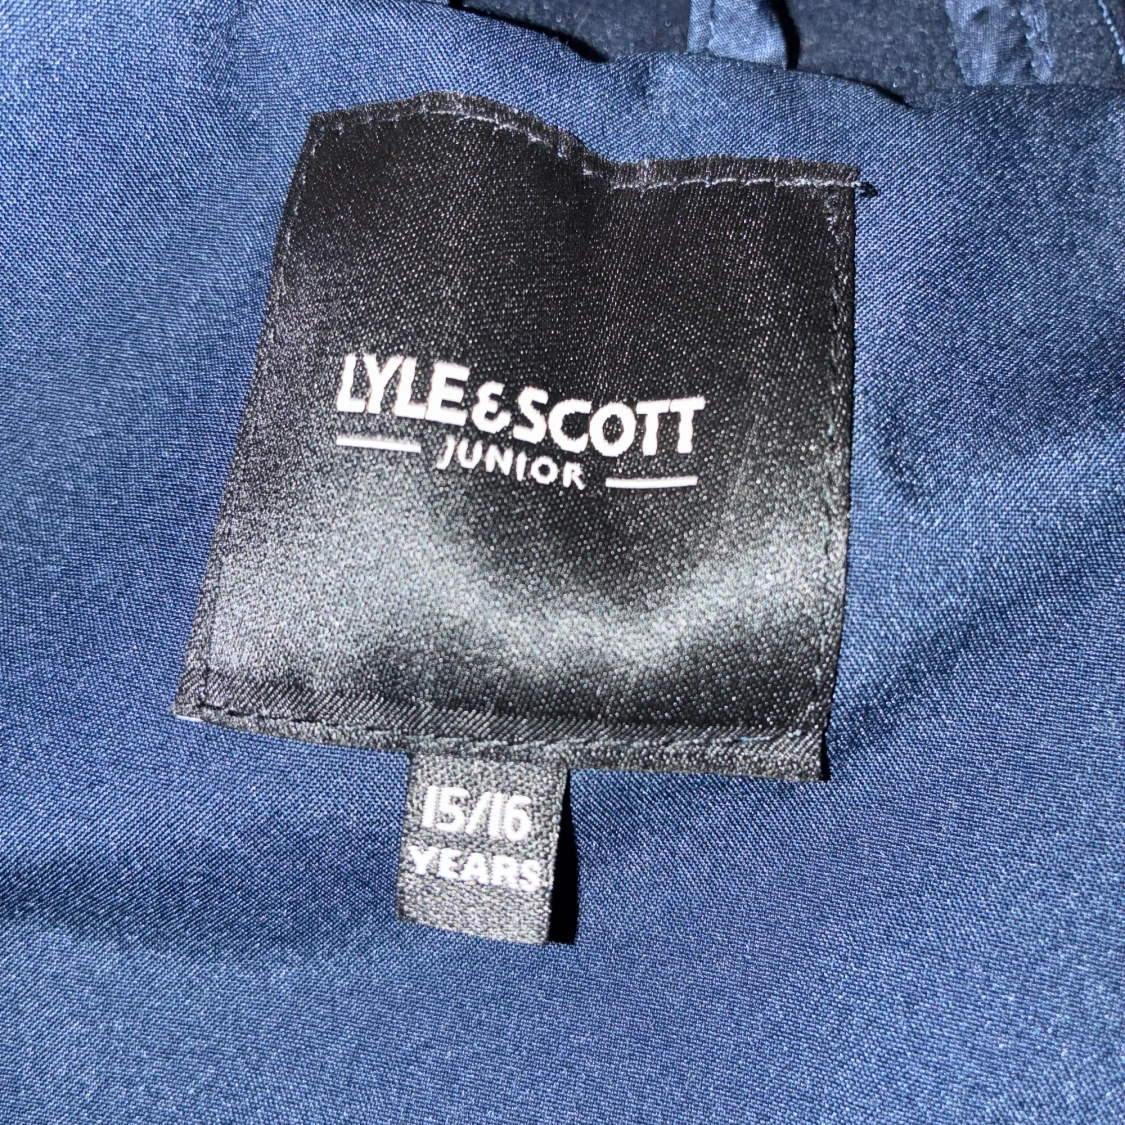 LYLE&SCOTT
JUNIOR
15/16
YEARS